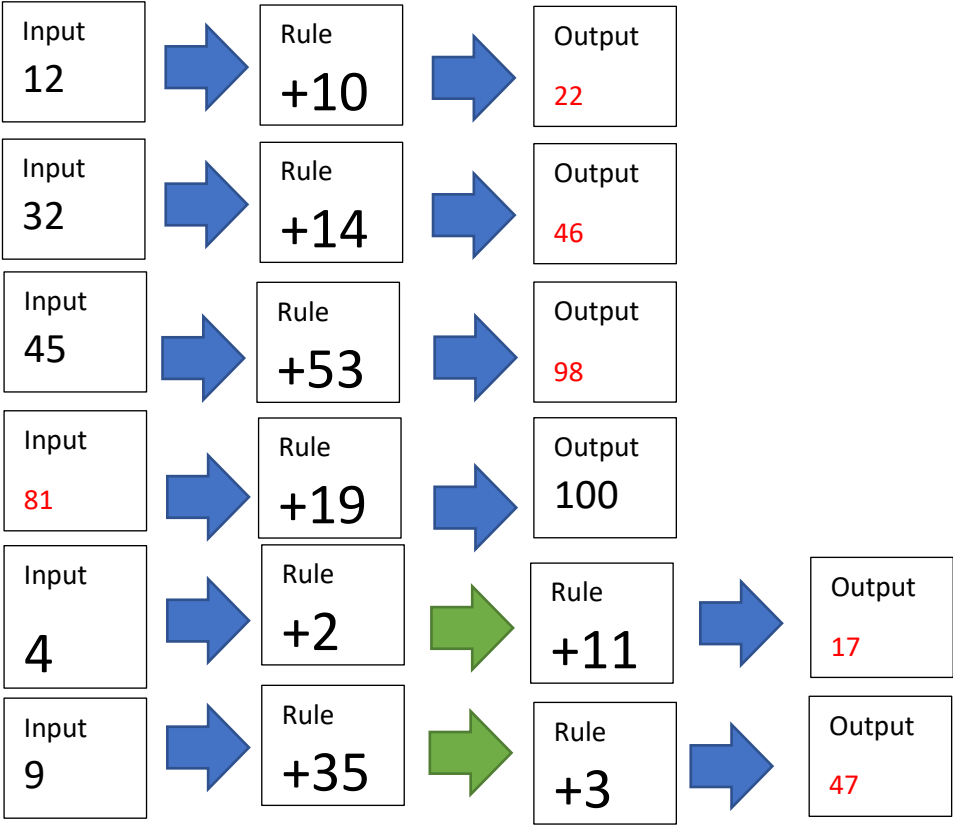 Input
12
Rule
+10
Output
22
Input
32
Rule
+14
Output
46
Input
45
Rule
+53
Output
98
Input
81
Rule
+19
Output
100
Input
4
Rule
+2
Rule
+11
Output
17
Input
9
Rule
+35
Rule
+3
Output
47